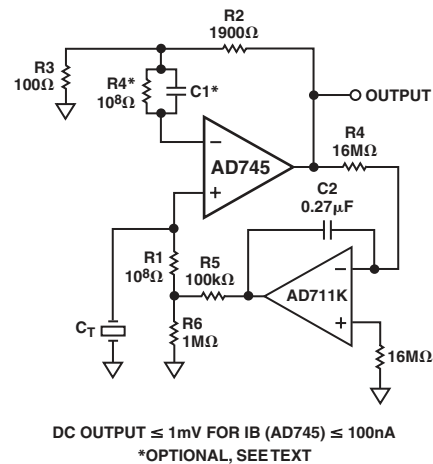 R2
1900Ω
R3
100Ω
R4*
10⁸Ω
C1*
OUTPUT
–
AD745
+
R4
16MΩ
C2
0.27μF
R1
10⁸Ω
R5
100kΩ
–
AD711K
+
CT
R6
1MΩ
16MΩ
DC OUTPUT ≤ 1mV FOR IB (AD745) ≤ 100nA
*OPTIONAL, SEE TEXT